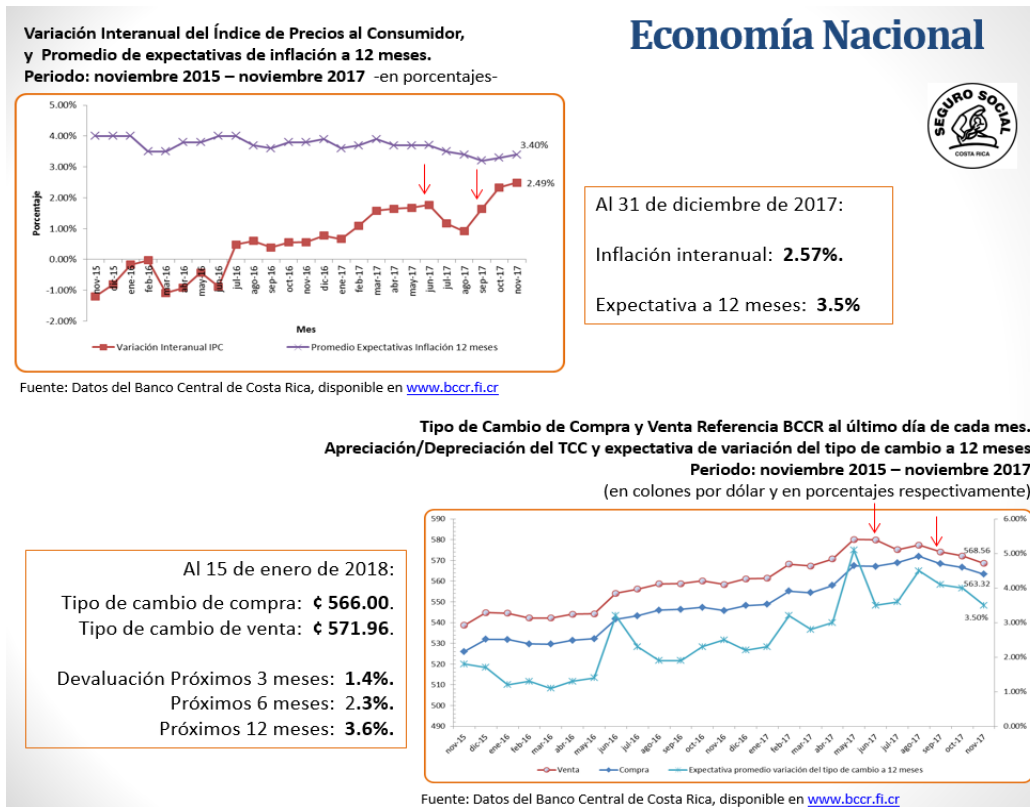 Economía Nacional
Variación Interanual del Índice de Precios al Consumidor,
y Promedio de expectativas de inflación a 12 meses.
Periodo: noviembre 2015 – noviembre 2017 -en porcentajes-
5.00%
4.00%
3.00%
2.00%
1.00%
0.00%
-1.00%
-2.00%
Porcentaje
3.40%
2.49%
nov-15
dic-15
ene-16
feb-16
mar-16
abr-16
may-16
jun-16
jul-16
ago-16
sep-16
oct-16
nov-16
dic-16
ene-17
feb-17
mar-17
abr-17
may-17
jun-17
jul-17
ago-17
sep-17
oct-17
nov-17
Mes
Variación Interanual IPC
Promedio Expectativas Inflación 12 meses
Fuente: Datos del Banco Central de Costa Rica, disponible en www.bccr.fi.cr
SEGURO SOCIAL
COSTA RICA
Al 31 de diciembre de 2017:
Inflación interanual: 2.57%.
Expectativa a 12 meses: 3.5%
Tipo de Cambio de Compra y Venta Referencia BCCR al último día de cada mes.
Apreciación/Depreciación del TCC y expectativa de variación del tipo de cambio a 12 meses
Periodo: noviembre 2015 – noviembre 2017
(en colones por dólar y en porcentajes respectivamente)
Al 15 de enero de 2018:
Tipo de cambio de compra: ¢ 566.00.
Tipo de cambio de venta: ¢ 571.96.
Devaluación Próximos 3 meses: 1.4%.
Próximos 6 meses: 2.3%.
Próximos 12 meses: 3.6%.
590
580
570
560
550
540
530
520
510
500
490
6.00%
5.00%
4.00%
3.00%
2.00%
1.00%
0.00%
568.56
563.32
3.50%
nov-15
dic-15
ene-16
feb-16
mar-16
abr-16
may-16
jun-16
jul-16
ago-16
sep-16
oct-16
nov-16
dic-16
ene-17
feb-17
mar-17
abr-17
may-17
jun-17
jul-17
ago-17
sep-17
oct-17
nov-17
Venta
Compra
Expectativa promedio variación del tipo de cambio a 12 meses
Fuente: Datos del Banco Central de Costa Rica, disponible en www.bccr.fi.cr